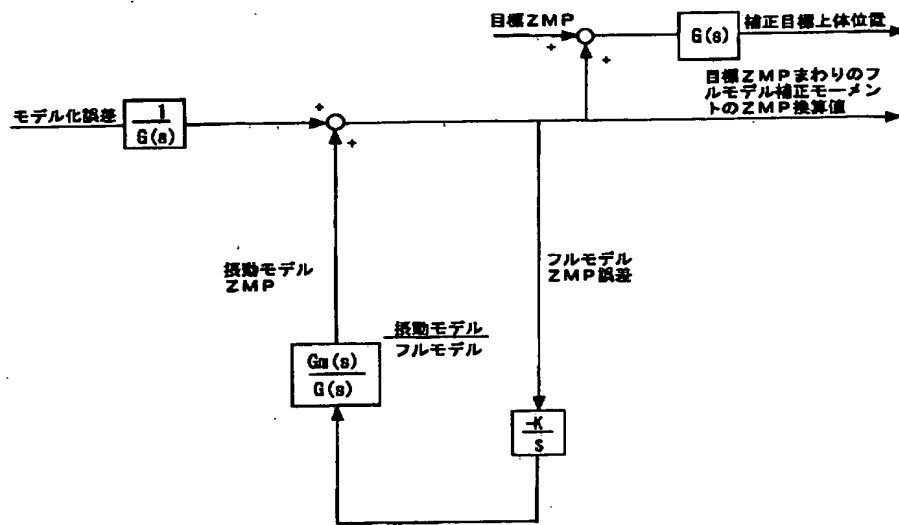 目標ZMP
+
+
G(s)
補正目標上体位置
目標ZMPまわりのフ
ルモデル補正モーメン
トのZMP換算値
モデル化誤差
1
G(s)
+
+
摂動モデル
ZMP
フルモデル
ZMP誤差
摂動モデル
フルモデル
Gm(s)
G(s)
-K
s